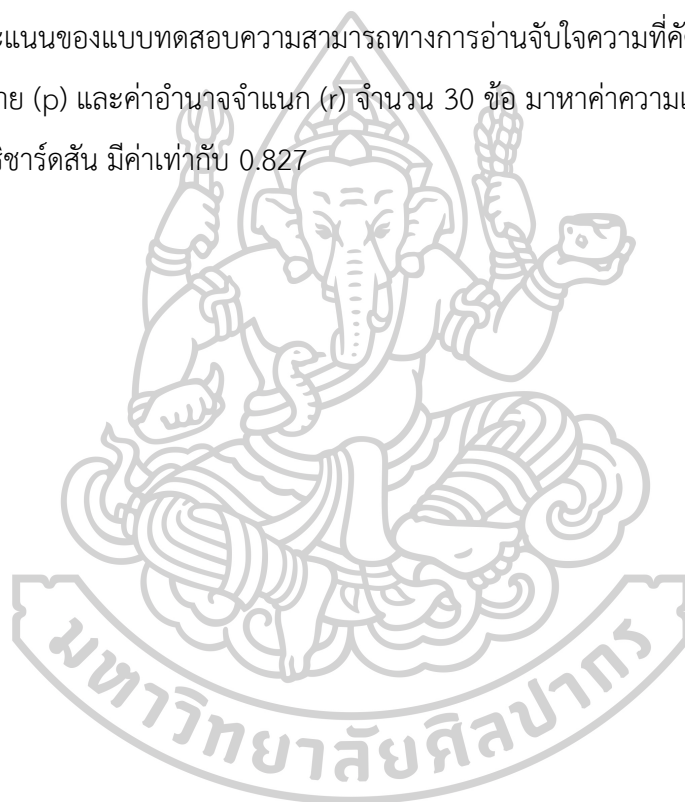 ะแนนของแบบทดสอบความสามารถทางการอ่านจับใจความที่คั
าย (p) และค่าอำนาจจำแนก (r) จำนวน 30 ข้อ มาหาค่าความเ
ริชาร์ดสัน มีค่าเท่ากับ 0.827
มหาวิทยาลัยศิลปากร